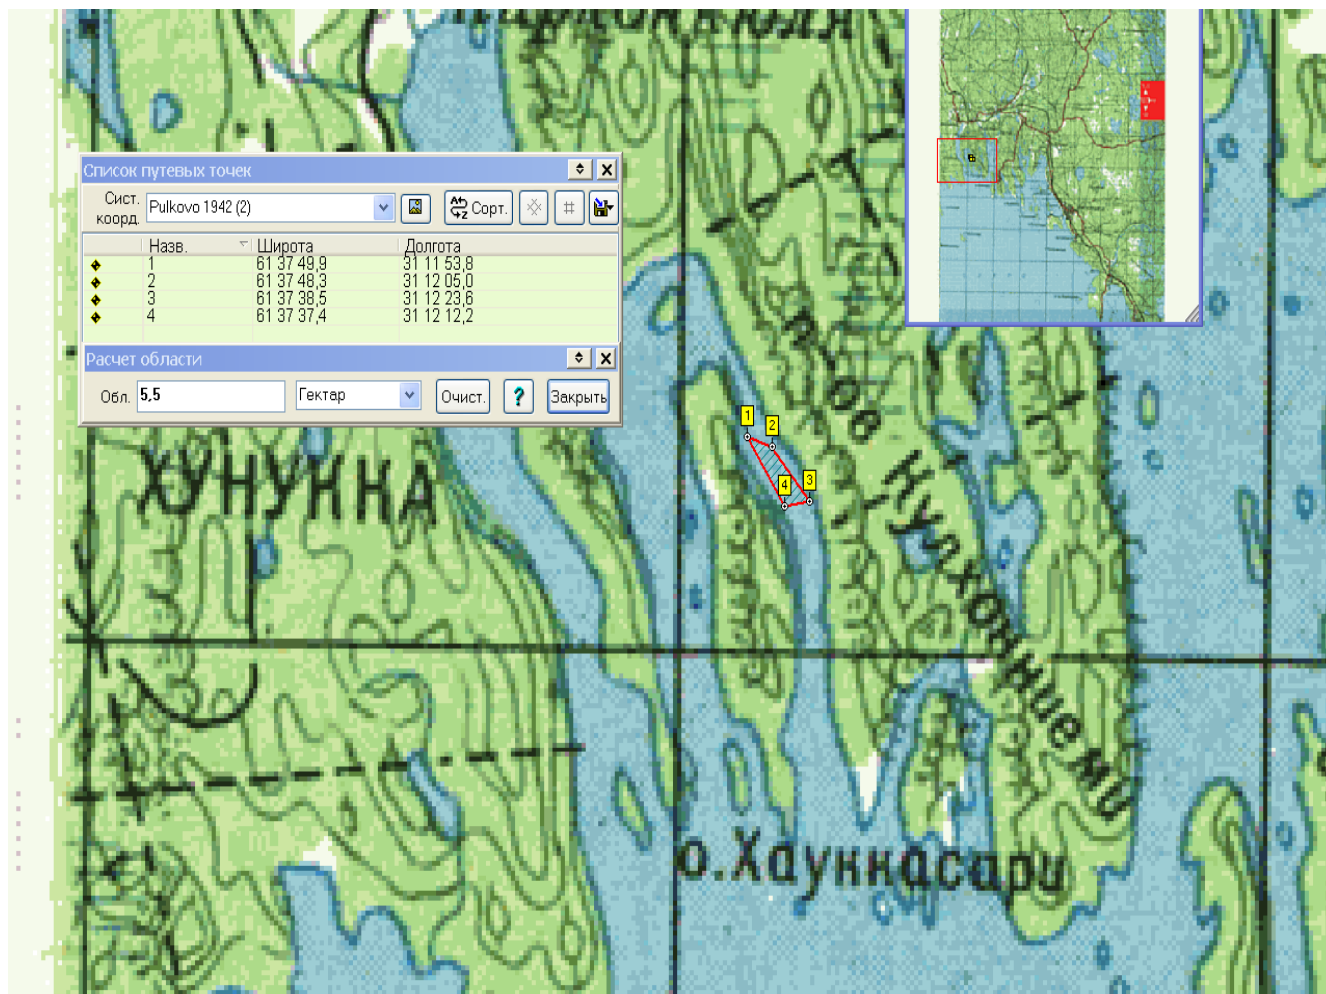 Список путевых точек
Сист. коорд. Pulkovo 1942 (2) Сорт.
Назв. Широта Долгота
1 61 37 49,9 31 11 53,8
2 61 37 48,3 31 12 05,0
3 61 37 38,5 31 12 23,6
4 61 37 37,4 31 12 12,2
Расчет области
Обл. 5,5 Гектар Очист. ? Закрыть
1
2
3
4
ХУНУККА
о.Хауккасари